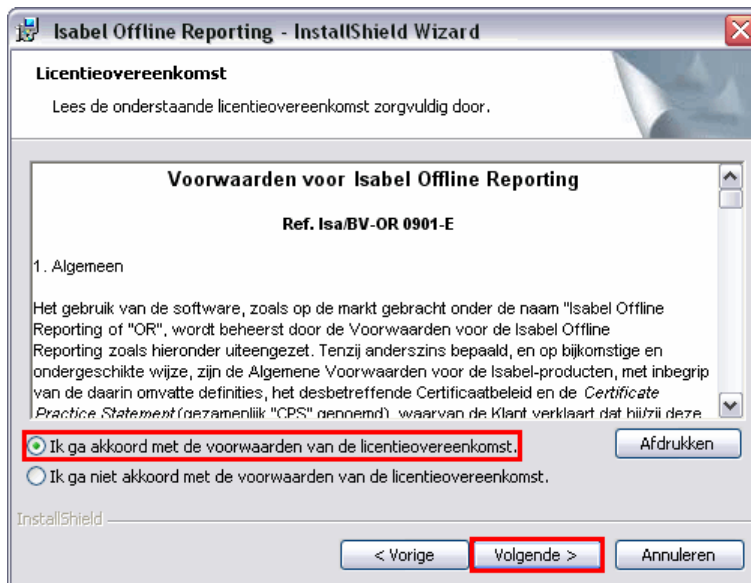 Isabel Offline Reporting - InstallShield Wizard
Licentieovereenkomst
Lees de onderstaande licentieovereenkomst zorgvuldig door.
Voorwaarden voor Isabel Offline Reporting
Ref. Isa/BV-OR 0901-E
1. Algemeen
Het gebruik van de software, zoals op de markt gebracht onder de naam "Isabel Offline
Reporting of "OR", wordt beheerst door de Voorwaarden voor de Isabel Offline
Reporting zoals hieronder uiteengezet. Tenzij anderszins bepaald, en op bijkomstige en
ondergeschikte wijze, zijn de Algemene Voorwaarden voor de Isabel-producten, met inbegrip
van de daarin omvatte definities, het desbetreffende Certificaatbeleid en de Certificate
Practice Statement (gezamenlijk "CPS" genoemd), waarvan de Klant verklaart dat hij/zij deze
Ik ga akkoord met de voorwaarden van de licentieovereenkomst.
Afdrukken
Ik ga niet akkoord met de voorwaarden van de licentieovereenkomst.
InstallShield
< Vorige
Volgende >
Annuleren